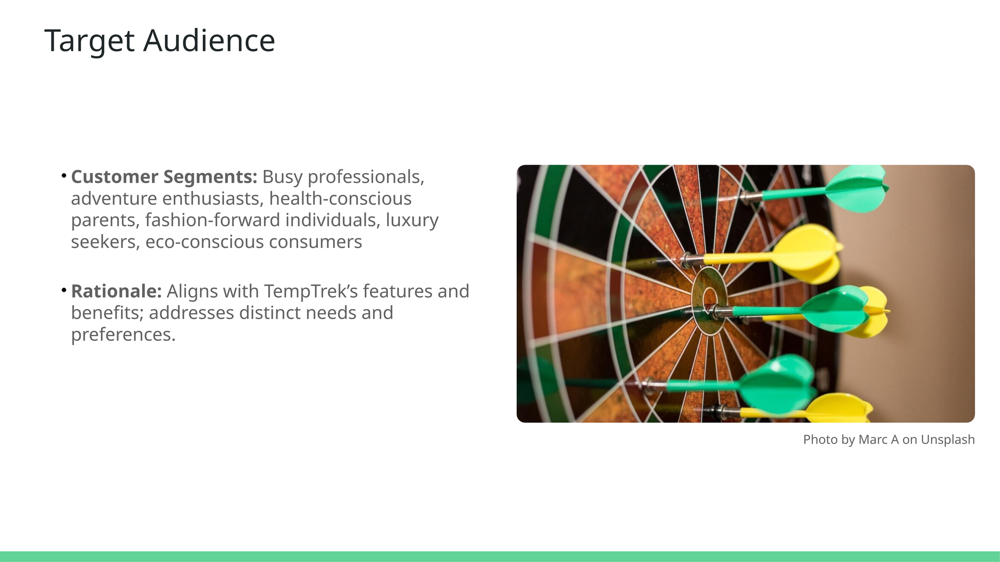 Target Audience
• Customer Segments: Busy professionals,
adventure enthusiasts, health-conscious
parents, fashion-forward individuals, luxury
seekers, eco-conscious consumers
• Rationale: Aligns with TempTrek’s features and
benefits; addresses distinct needs and
preferences.
Photo by Marc A on Unsplash